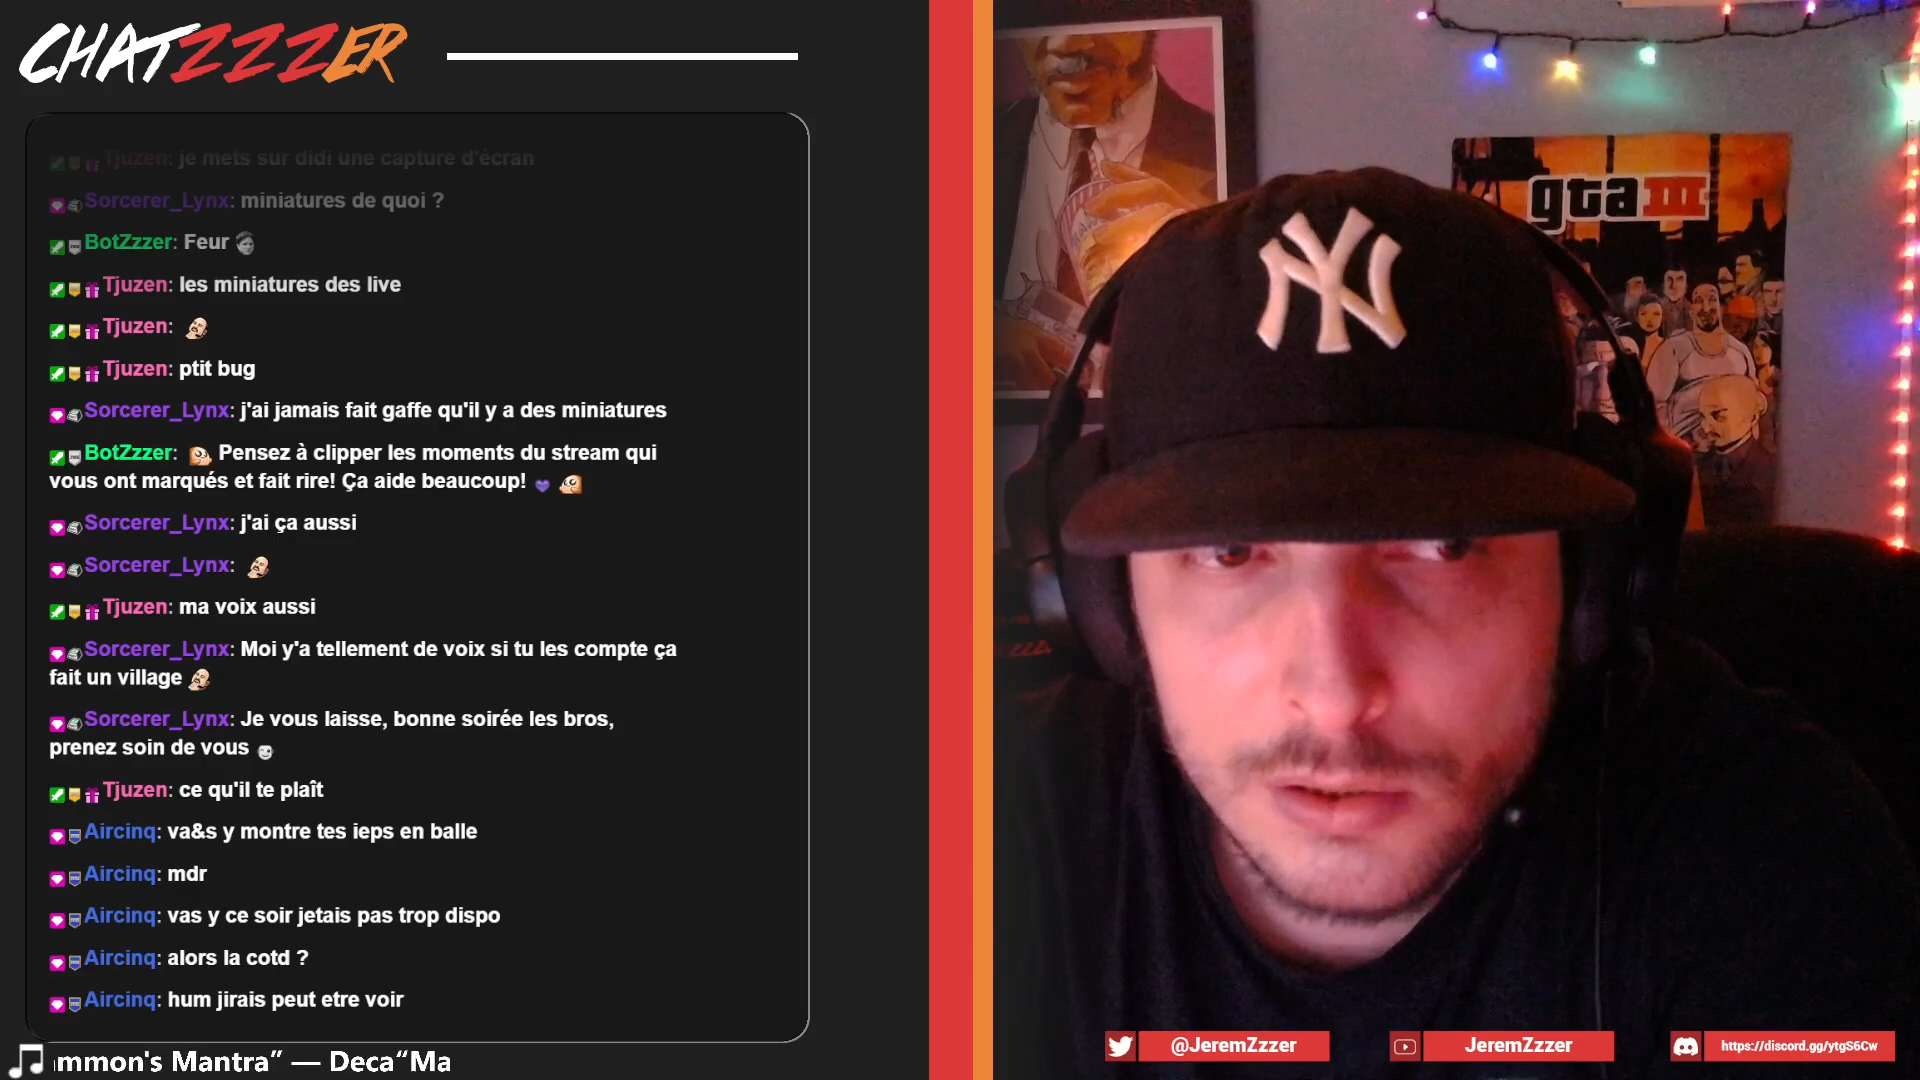 CHATZZZER
Tjuzen: je mets sur didi une capture d'écran
Sorcerer_Lynx: miniatures de quoi ?
BotZzzer: Feur
Tjuzen: les miniatures des live
Tjuzen:
Tjuzen: ptit bug
Sorcerer_Lynx: j'ai jamais fait gaffe qu'il y a des miniatures
BotZzzer: Pensez à clipper les moments du stream qui
vous ont marqués et fait rire! Ça aide beaucoup!
Sorcerer_Lynx: j'ai ça aussi
Sorcerer_Lynx:
Tjuzen: ma voix aussi
Sorcerer_Lynx: Moi y'a tellement de voix si tu les compte ça
fait un village
Sorcerer_Lynx: Je vous laisse, bonne soirée les bros,
prenez soin de vous
Tjuzen: ce qu'il te plaît
Aircinq: va&s y montre tes ieps en balle
Aircinq: mdr
Aircinq: vas y ce soir jetais pas trop dispo
Aircinq: alors la cotd ?
Aircinq: hum jirais peut etre voir
mmon's Mantra” — Deca“Ma
gta III
NY
@JeremZzzer
JeremZzzer
https://discord.gg/ytgS6Cw